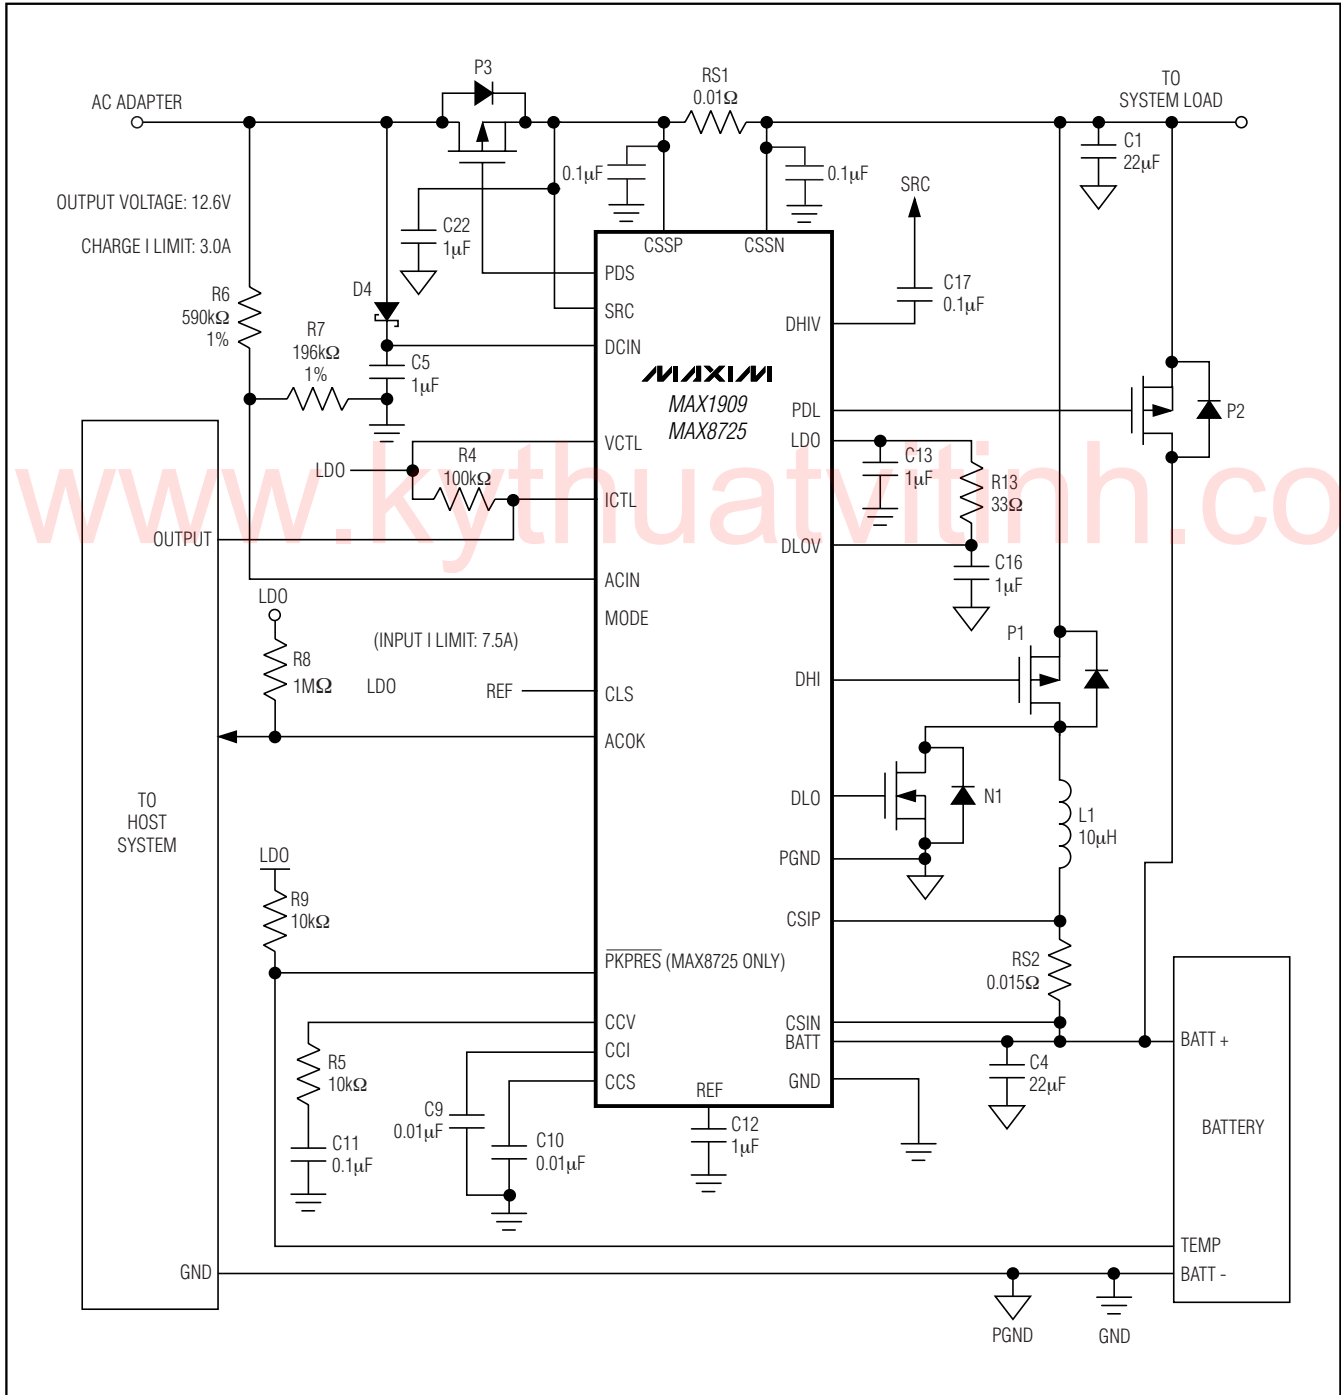 P3
RS1
0.01Ω
TO
SYSTEM LOAD
AC ADAPTER
C1
22µF
0.1µF
0.1µF
SRC
OUTPUT VOLTAGE: 12.6V
CHARGE I LIMIT: 3.0A
C22
1µF
CSSP
CSSN
PDS
D4
C17
0.1µF
R6
590kΩ
1%
SRC
DHIV
R7
196kΩ
1%
DCIN
C5
1µF
MAXIM
MAX1909
MAX8725
PDL
P2
LDO
VCTL
LDO
R4
100kΩ
C13
1µF
R13
33Ω
ICTL
www.kythuatvitinh.co
OUTPUT
DLOV
C16
1µF
ACIN
LDO
MODE
(INPUT I LIMIT: 7.5A)
P1
R8
1MΩ
LDO
REF
CLS
DHI
ACOK
TO
HOST
SYSTEM
DLO
N1
L1
10µH
LDO
PGND
R9
10kΩ
CSIP
PKPRES (MAX8725 ONLY)
RS2
0.015Ω
CCV
CSIN
BATT
BATT +
CCI
R5
10kΩ
CCS
REF
GND
C4
22µF
C9
0.01µF
C10
0.01µF
C12
1µF
BATTERY
C11
0.1µF
TEMP
GND
BATT -
PGND
GND